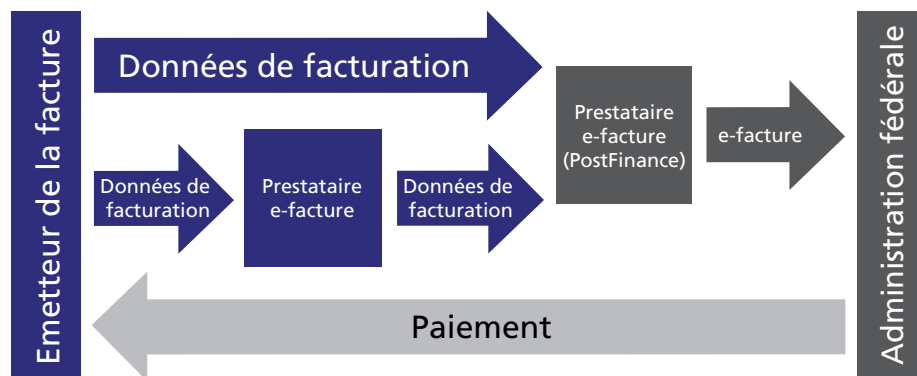 Emetteur de la facture
Données de facturation
Données de
facturation
Prestataire
e-facture
Données de
facturation
Prestataire
e-facture
(PostFinance)
e-facture
Administration fédérale
Paiement